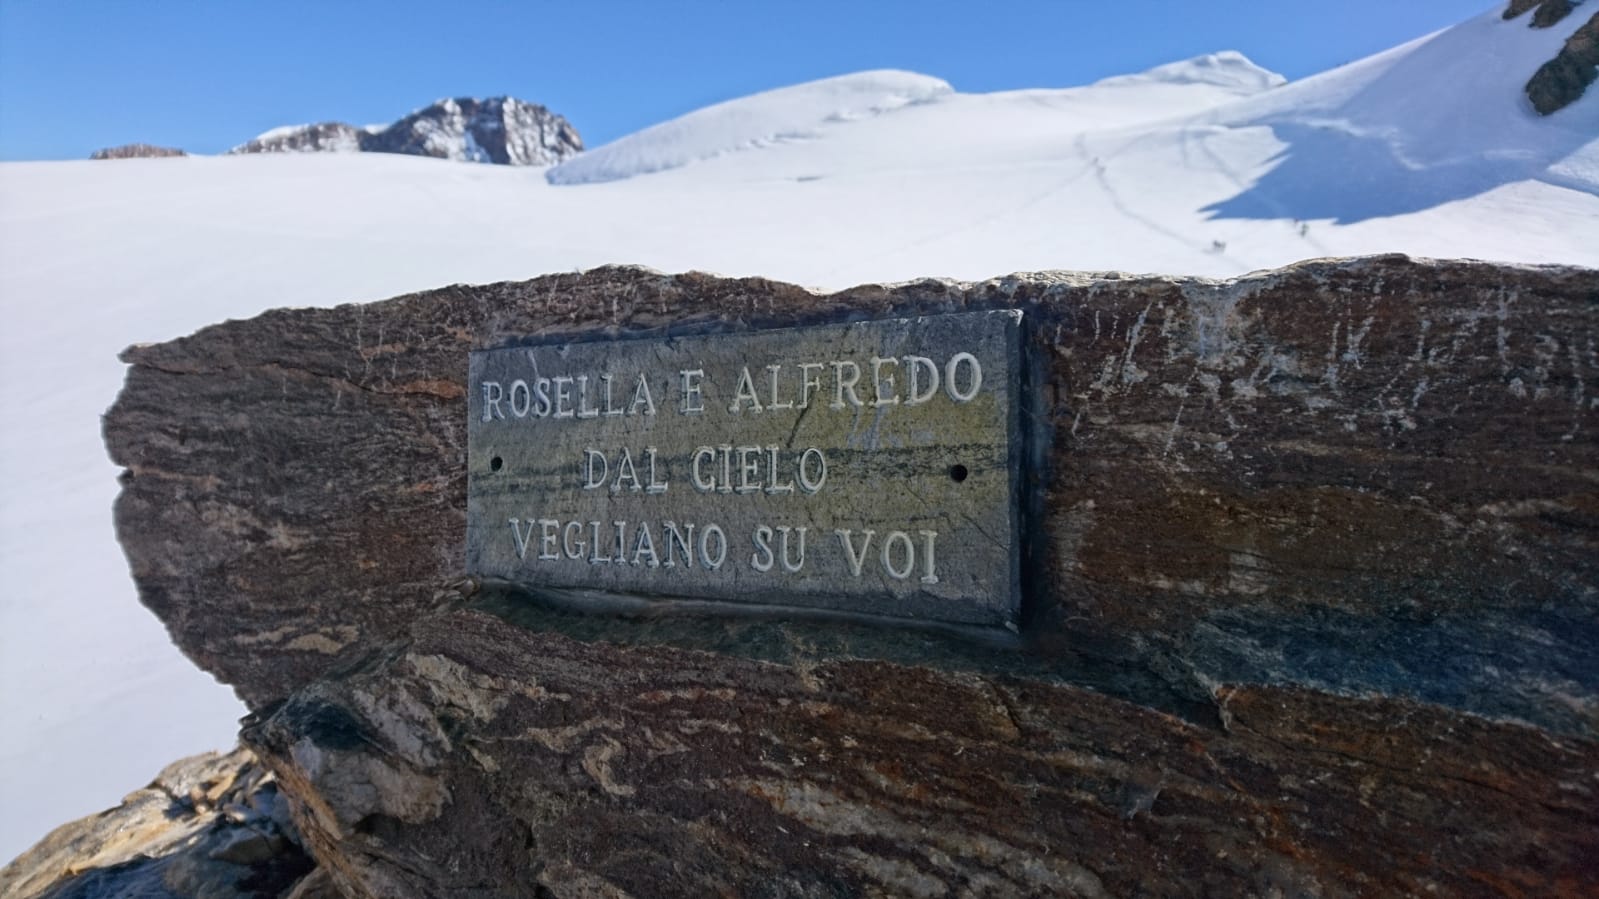 ROSELLA E ALFREDO
DAL CIELO
VEGLIANO SU VOI